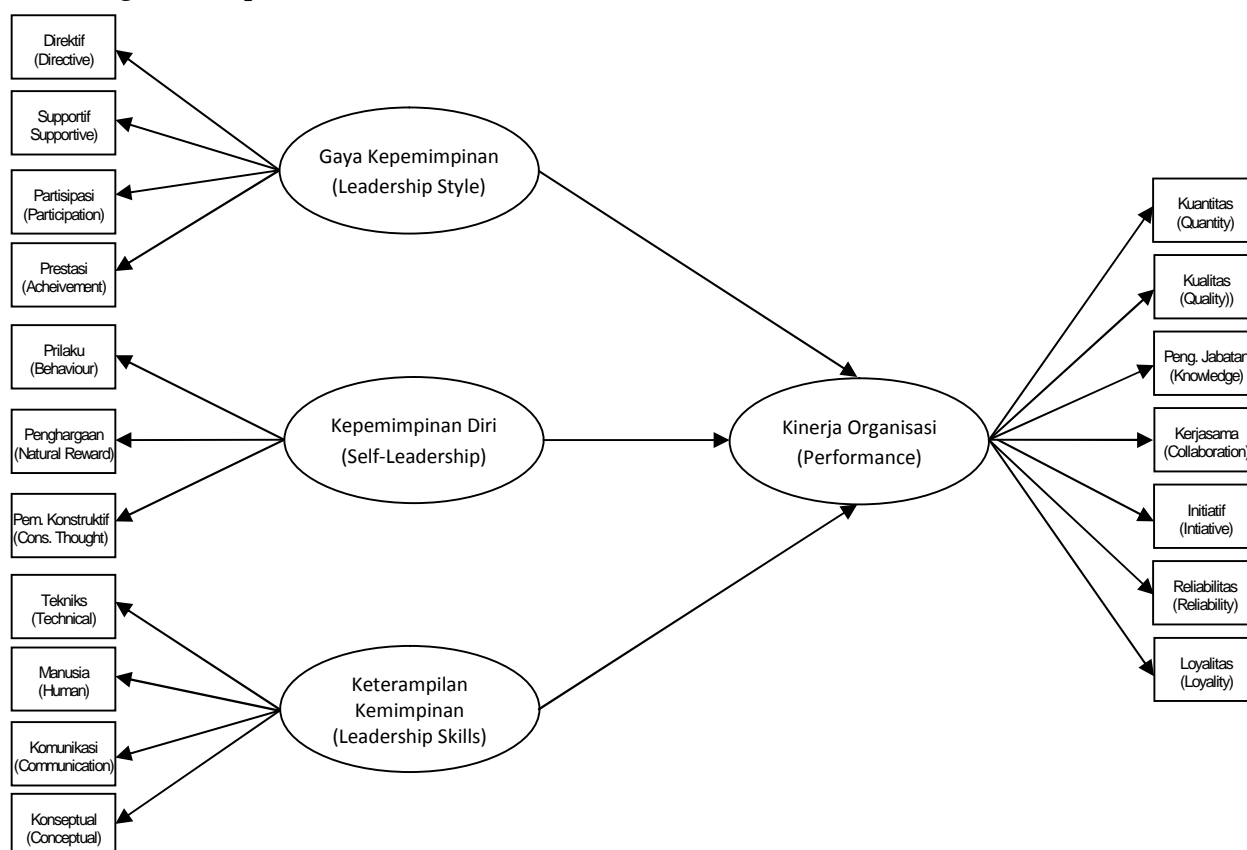 Direktif
(Directive)
Supportif
Supportive)
Partisipasi
(Participation)
Prestasi
(Acheivement)
Prilaku
(Behaviour)
Penghargaan
(Natural Reward)
Pem. Konstruktif
(Cons. Thought)
Tekniks
(Technical)
Manusia
(Human)
Komunikasi
(Communication)
Konseptual
(Conceptual)
Gaya Kepemimpinan
(Leadership Style)
Kepemimpinan Diri
(Self-Leadership)
Keterampilan
Kemimpinan
(Leadership Skills)
Kinerja Organisasi
(Performance)
Kuantitas
(Quantity)
Kualitas
(Quality))
Peng. Jabatan
(Knowledge)
Kerjasama
(Collaboration)
Initiatif
(Intiative)
Reliabilitas
(Reliability)
Loyalitas
(Loyality)